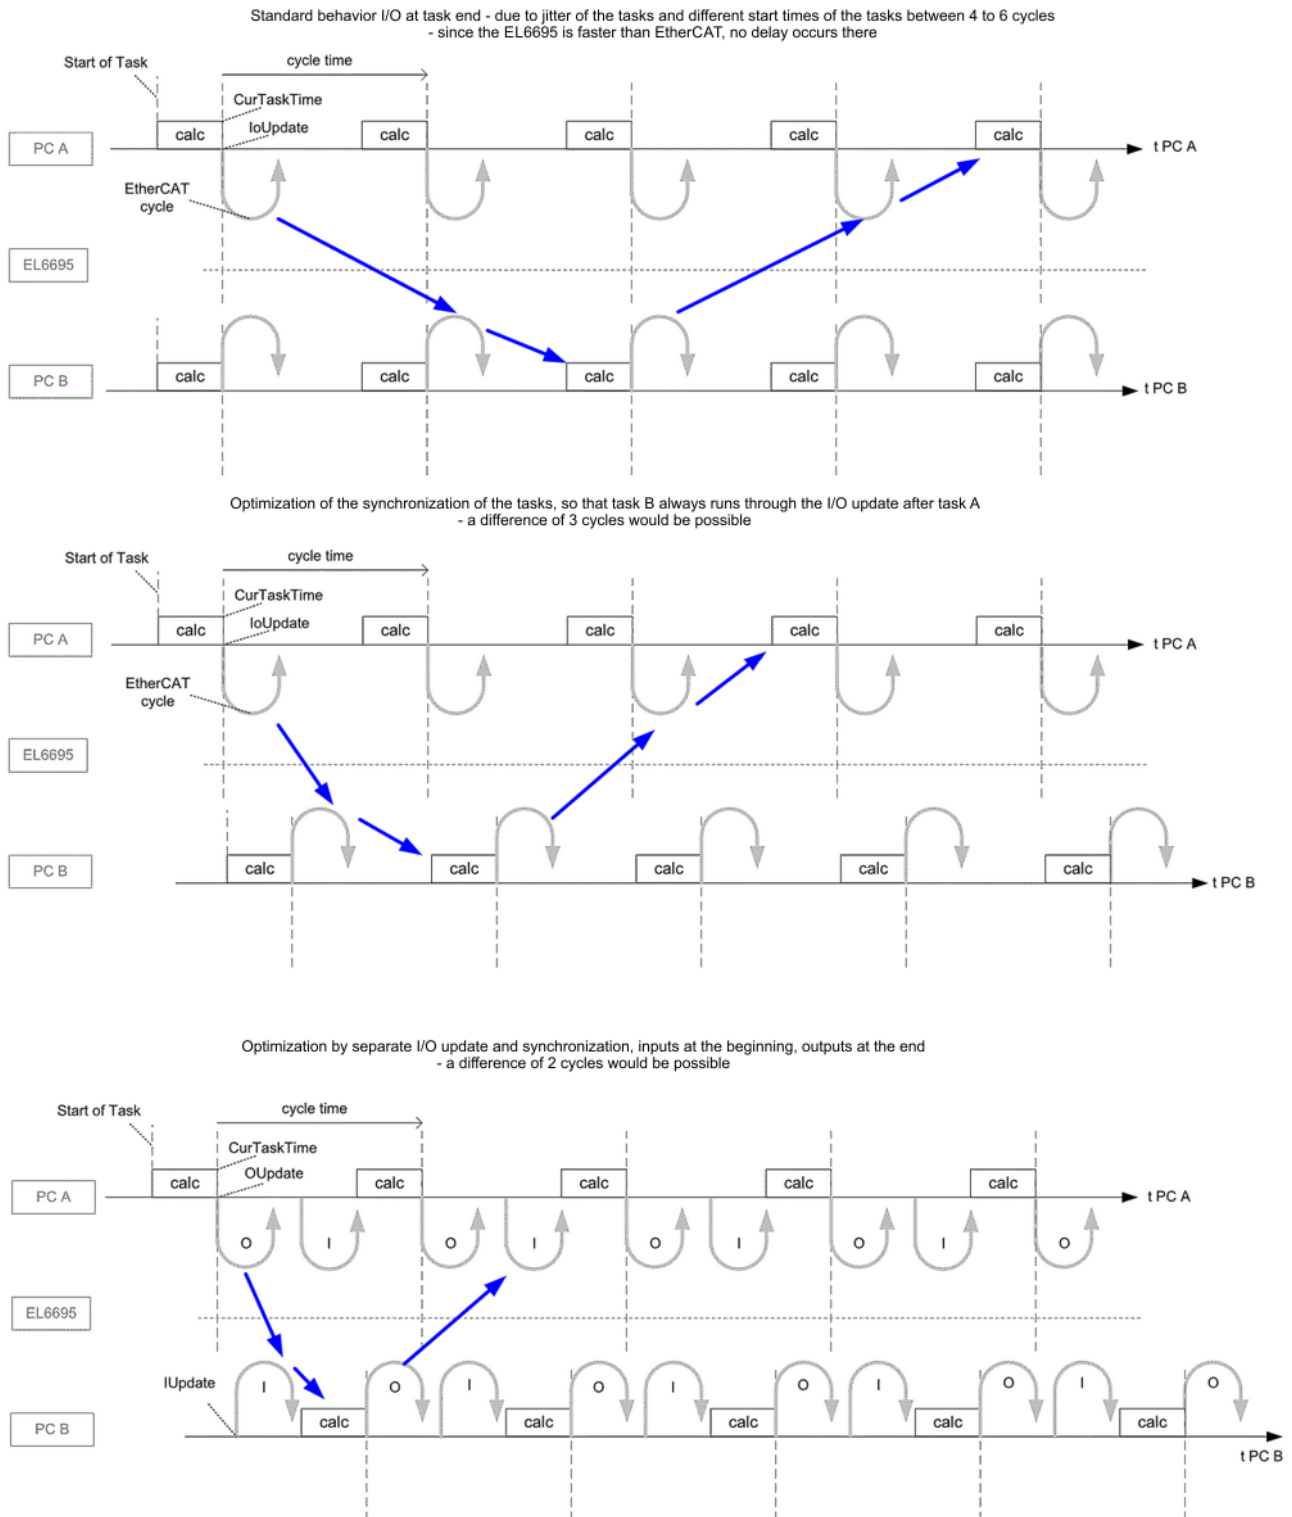 Standard behavior I/O at task end - due to jitter of the tasks and different start times of the tasks between 4 to 6 cycles
- since the EL6695 is faster than EtherCAT, no delay occurs there
Start of Task
cycle time
CurTaskTime
calc
IoUpdate
calc
calc
calc
calc
PC A
t PC A
EtherCAT
cycle
EL6695
calc
calc
calc
calc
calc
PC B
t PC B
Optimization of the synchronization of the tasks, so that task B always runs through the I/O update after task A
- a difference of 3 cycles would be possible
Start of Task
cycle time
CurTaskTime
calc
IoUpdate
calc
calc
calc
calc
PC A
t PC A
EtherCAT
cycle
EL6695
calc
calc
calc
calc
calc
PC B
t PC B
Optimization by separate I/O update and synchronization, inputs at the beginning, outputs at the end
- a difference of 2 cycles would be possible
Start of Task
cycle time
CurTaskTime
calc
OUpdate
calc
calc
calc
calc
PC A
t PC A
O
I
O
I
O
I
O
I
O
EL6695
IUpdate
I
O
I
O
I
O
I
O
I
O
calc
calc
calc
calc
calc
PC B
t PC B